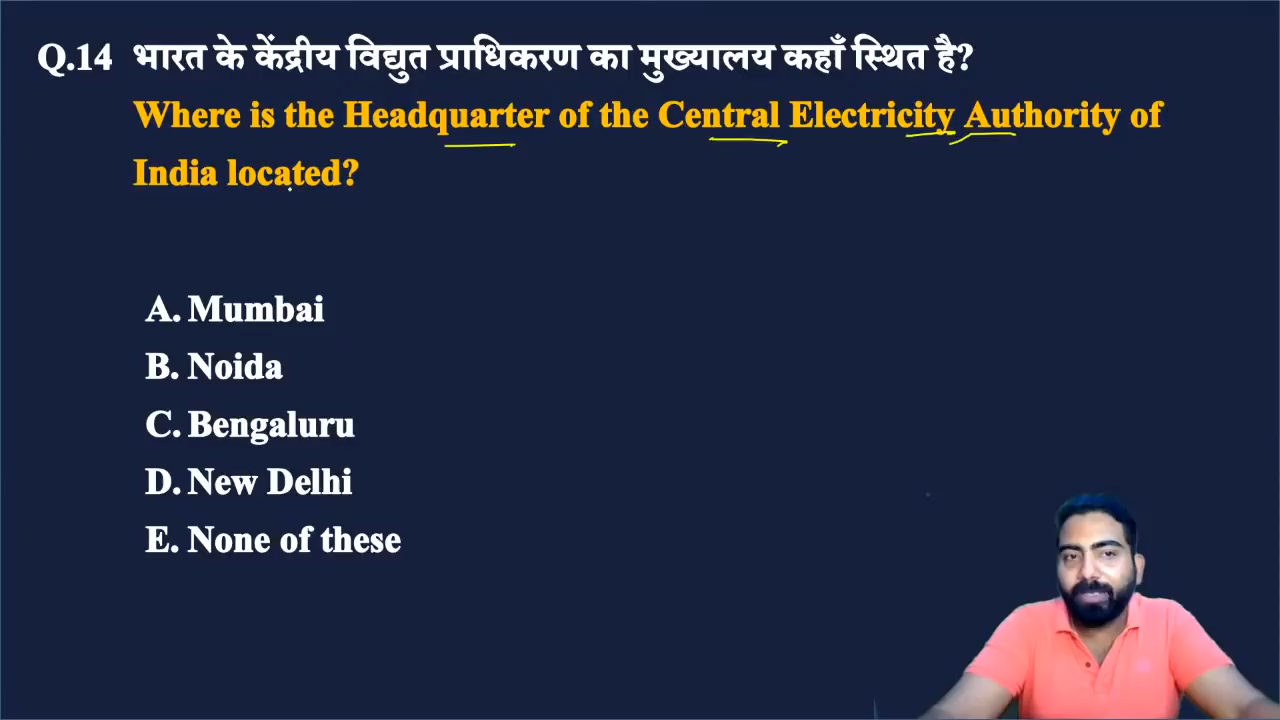 Q.14 भारत के केंद्रीय विद्युत प्राधिकरण का मुख्यालय कहाँ स्थित है?
Where is the Headquarter of the Central Electricity Authority of
India located?
A. Mumbai
B. Noida
C. Bengaluru
D. New Delhi
E. None of these